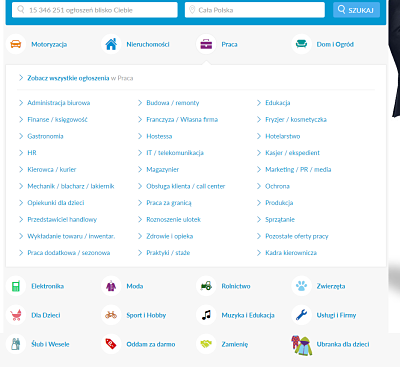 15 346 251 ogłoszeń blisko Ciebie Cała Polska SZUKAJ
Motoryzacja Nieruchomości Praca Dom i Ogród
Zobacz wszystkie ogłoszenia w Praca
Administracja biurowa Budowa / remonty Edukacja
Finanse / księgowość Franczyza / Własna firma Fryzjer / kosmetyczka
Gastronomia Hostessa Hotelarstwo
HR IT / telekomunikacja Kasjer / ekspedient
Kierowca / kurier Magazynier Marketing / PR / media
Mechanik / blacharz / lakiernik Obsługa klienta / call center Ochrona
Opiekunki dla dzieci Praca za granicą Produkcja
Przedstawiciel handlowy Roznoszenie ulotek Sprzątanie
Wykładanie towaru / inwentar.. Zdrowie i opieka Pozostałe oferty pracy
Praca dodatkowa / sezonowa Praktyki / staże Kadra kierownicza
Elektronika Moda Rolnictwo Zwierzęta
Dla Dzieci Sport i Hobby Muzyka i Edukacja Usługi i Firmy
Ślub i Wesele Oddam za darmo Zamienię Ubranka dla dzieci